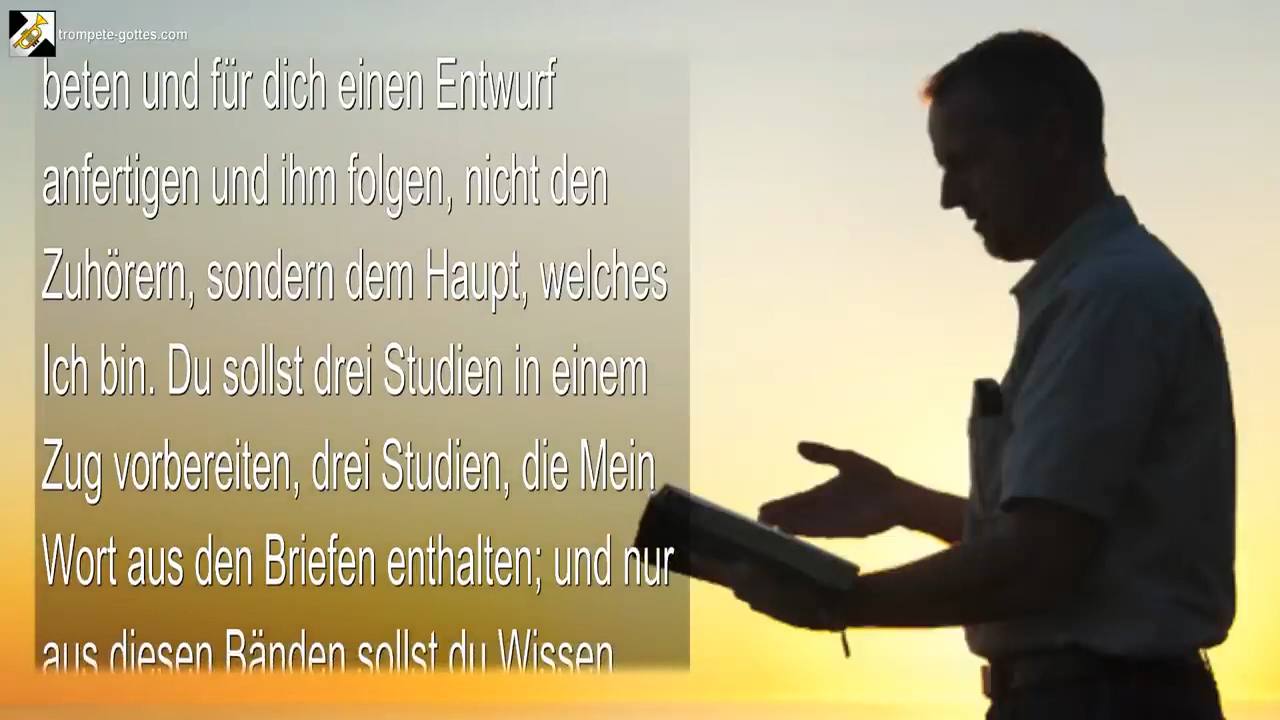 trompete-gottes.com
beten und für dich einen Entwurf
anfertigen und ihm folgen, nicht den
Zuhörern, sondern dem Haupt, welches
Ich bin. Du sollst drei Studien in einem
Zug vorbereiten, drei Studien, die Mein
Wort aus den Briefen enthalten; und nur
aus diesen Bänden sollst du Wissen